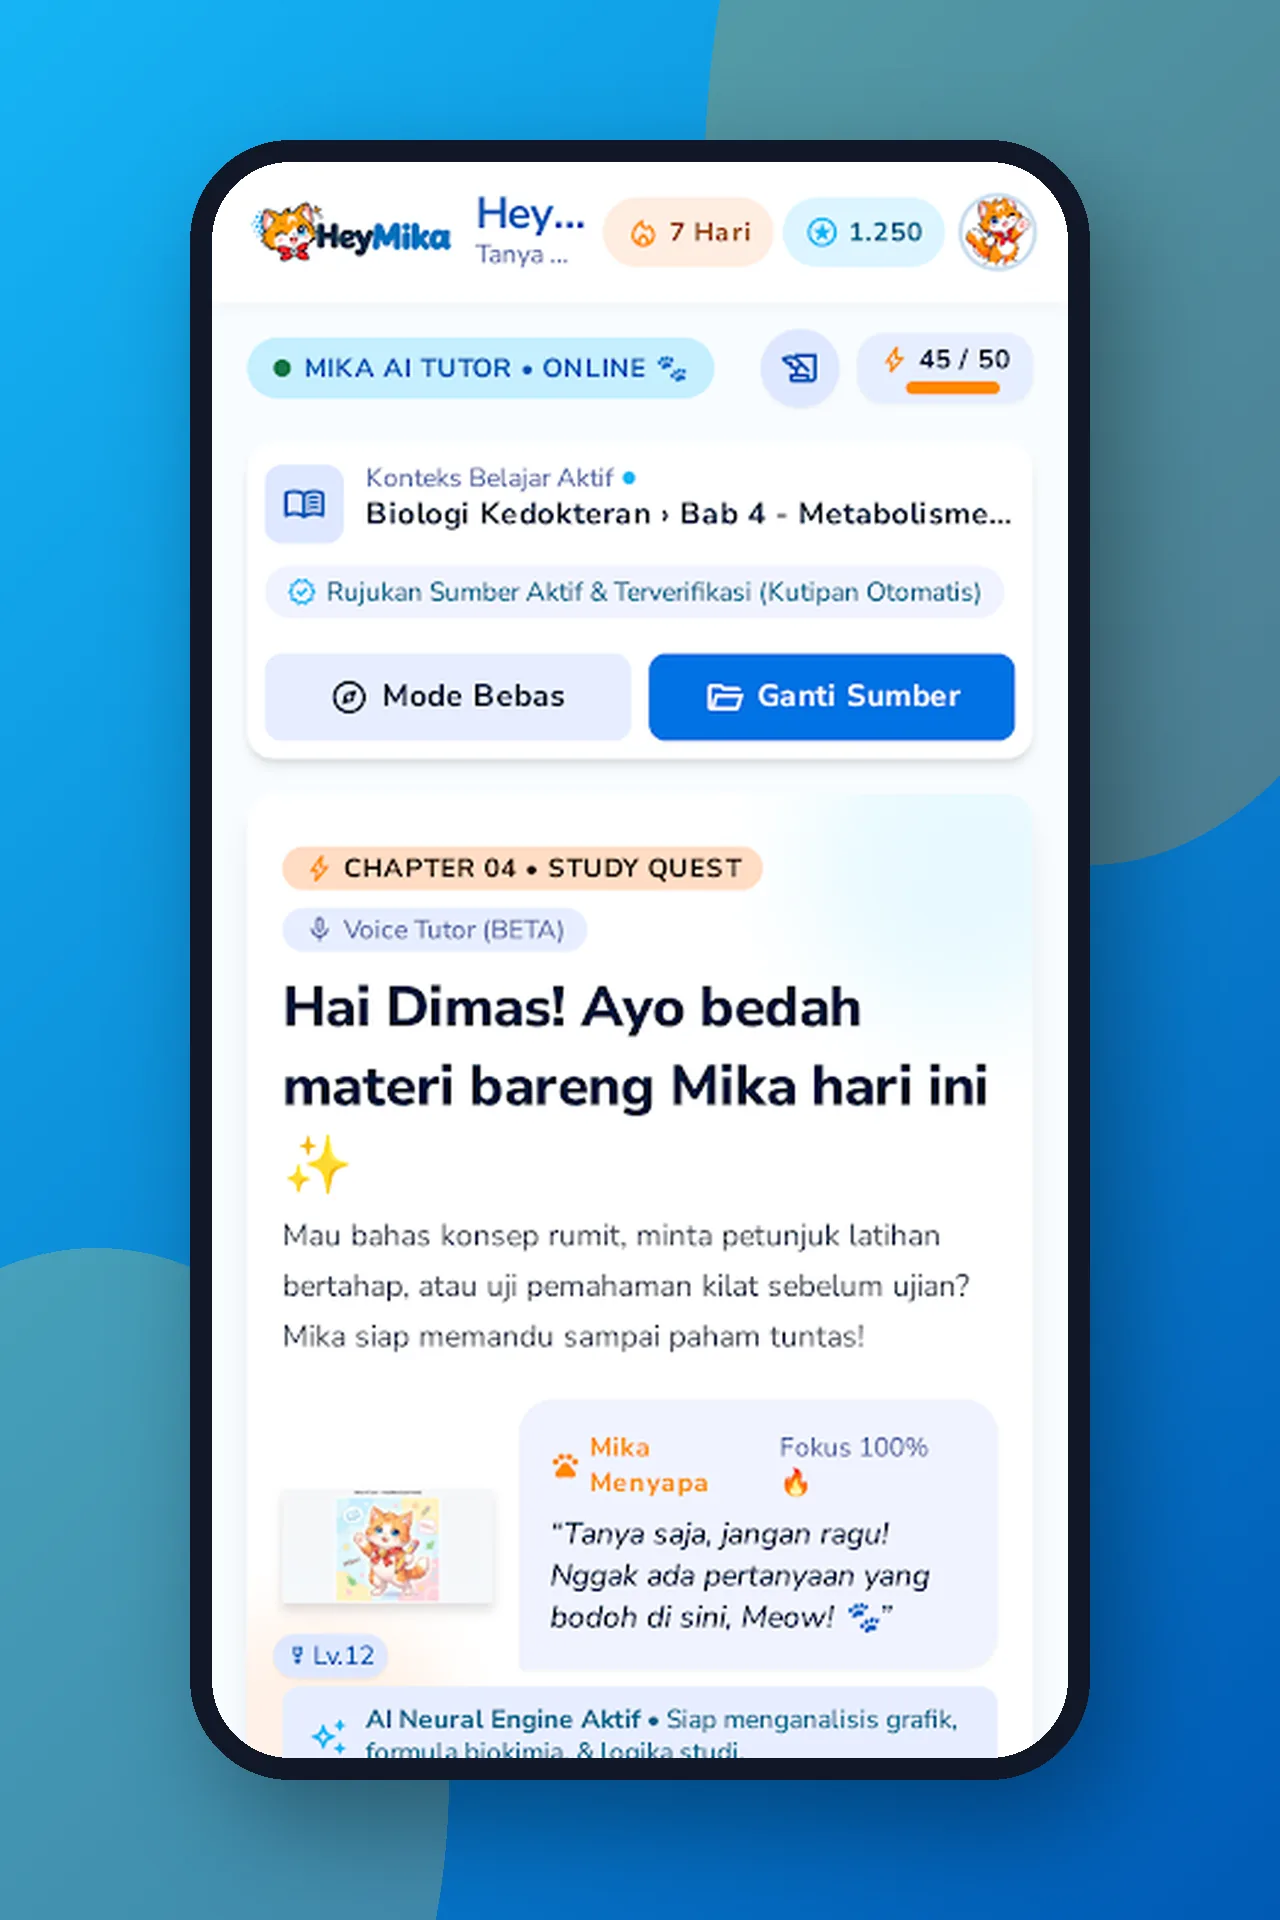 HeyMika
Hey...
Tanya ...
7 Hari
1.250
MIKA AI TUTOR • ONLINE 🐾
45 / 50
Konteks Belajar Aktif
Biologi Kedokteran › Bab 4 - Metabolisme...
Rujukan Sumber Aktif & Terverifikasi (Kutipan Otomatis)
Mode Bebas
Ganti Sumber
CHAPTER 04 • STUDY QUEST
Voice Tutor (BETA)
Hai Dimas! Ayo bedah
materi bareng Mika hari ini
✨
Mau bahas konsep rumit, minta petunjuk latihan
bertahap, atau uji pemahaman kilat sebelum ujian?
Mika siap memandu sampai paham tuntas!
Mika
Menyapa
Fokus 100%
🔥
“Tanya saja, jangan ragu!
Nggak ada pertanyaan yang
bodoh di sini, Meow! 🐾”
Lv.12
AI Neural Engine Aktif • Siap menganalisis grafik,
formula biokimia, & logika studi.